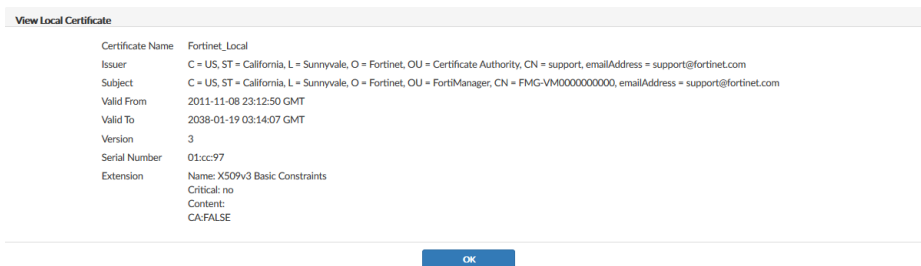 View Local Certificate
Certificate Name Fortinet_Local
Issuer C = US, ST = California, L = Sunnyvale, O = Fortinet, OU = Certificate Authority, CN = support, emailAddress = support@fortinet.com
Subject C = US, ST = California, L = Sunnyvale, O = Fortinet, OU = FortiManager, CN = FMG-VM0000000000, emailAddress = support@fortinet.com
Valid From 2011-11-08 23:12:50 GMT
Valid To 2038-01-19 03:14:07 GMT
Version 3
Serial Number 01:cc:97
Extension Name: X509v3 Basic Constraints
Critical: no
Content:
CA:FALSE
OK